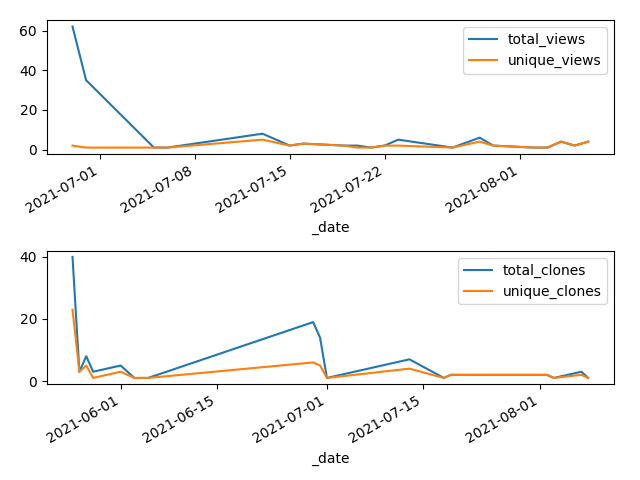 60
40
20
0
total_views
unique_views
2021-07-01
2021-07-08
2021-07-15
2021-07-22
2021-08-01
_date
40
20
0
total_clones
unique_clones
2021-06-01
2021-06-15
2021-07-01
2021-07-15
2021-08-01
_date